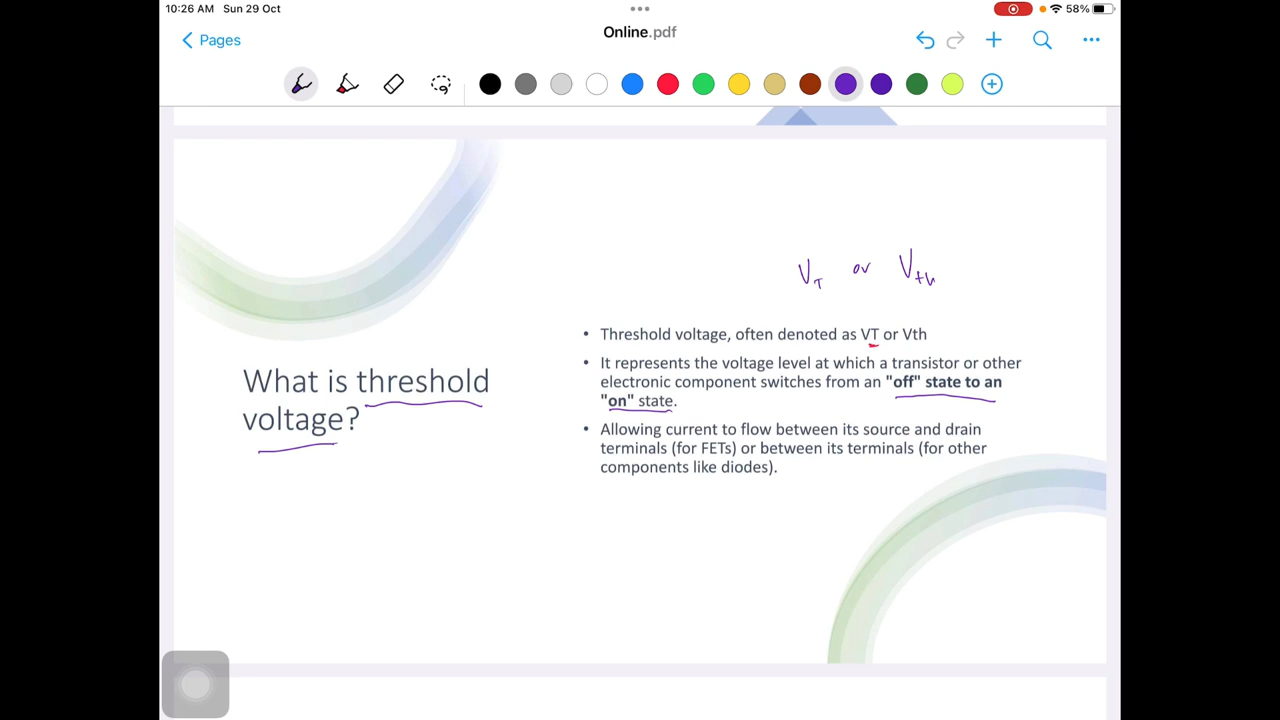 10:26 AM Sun 29 Oct
58%
Pages
Online.pdf
V_T or V_th
What is threshold
voltage?
• Threshold voltage, often denoted as VT or Vth
• It represents the voltage level at which a transistor or other
electronic component switches from an "off" state to an
"on" state.
• Allowing current to flow between its source and drain
terminals (for FETs) or between its terminals (for other
components like diodes).